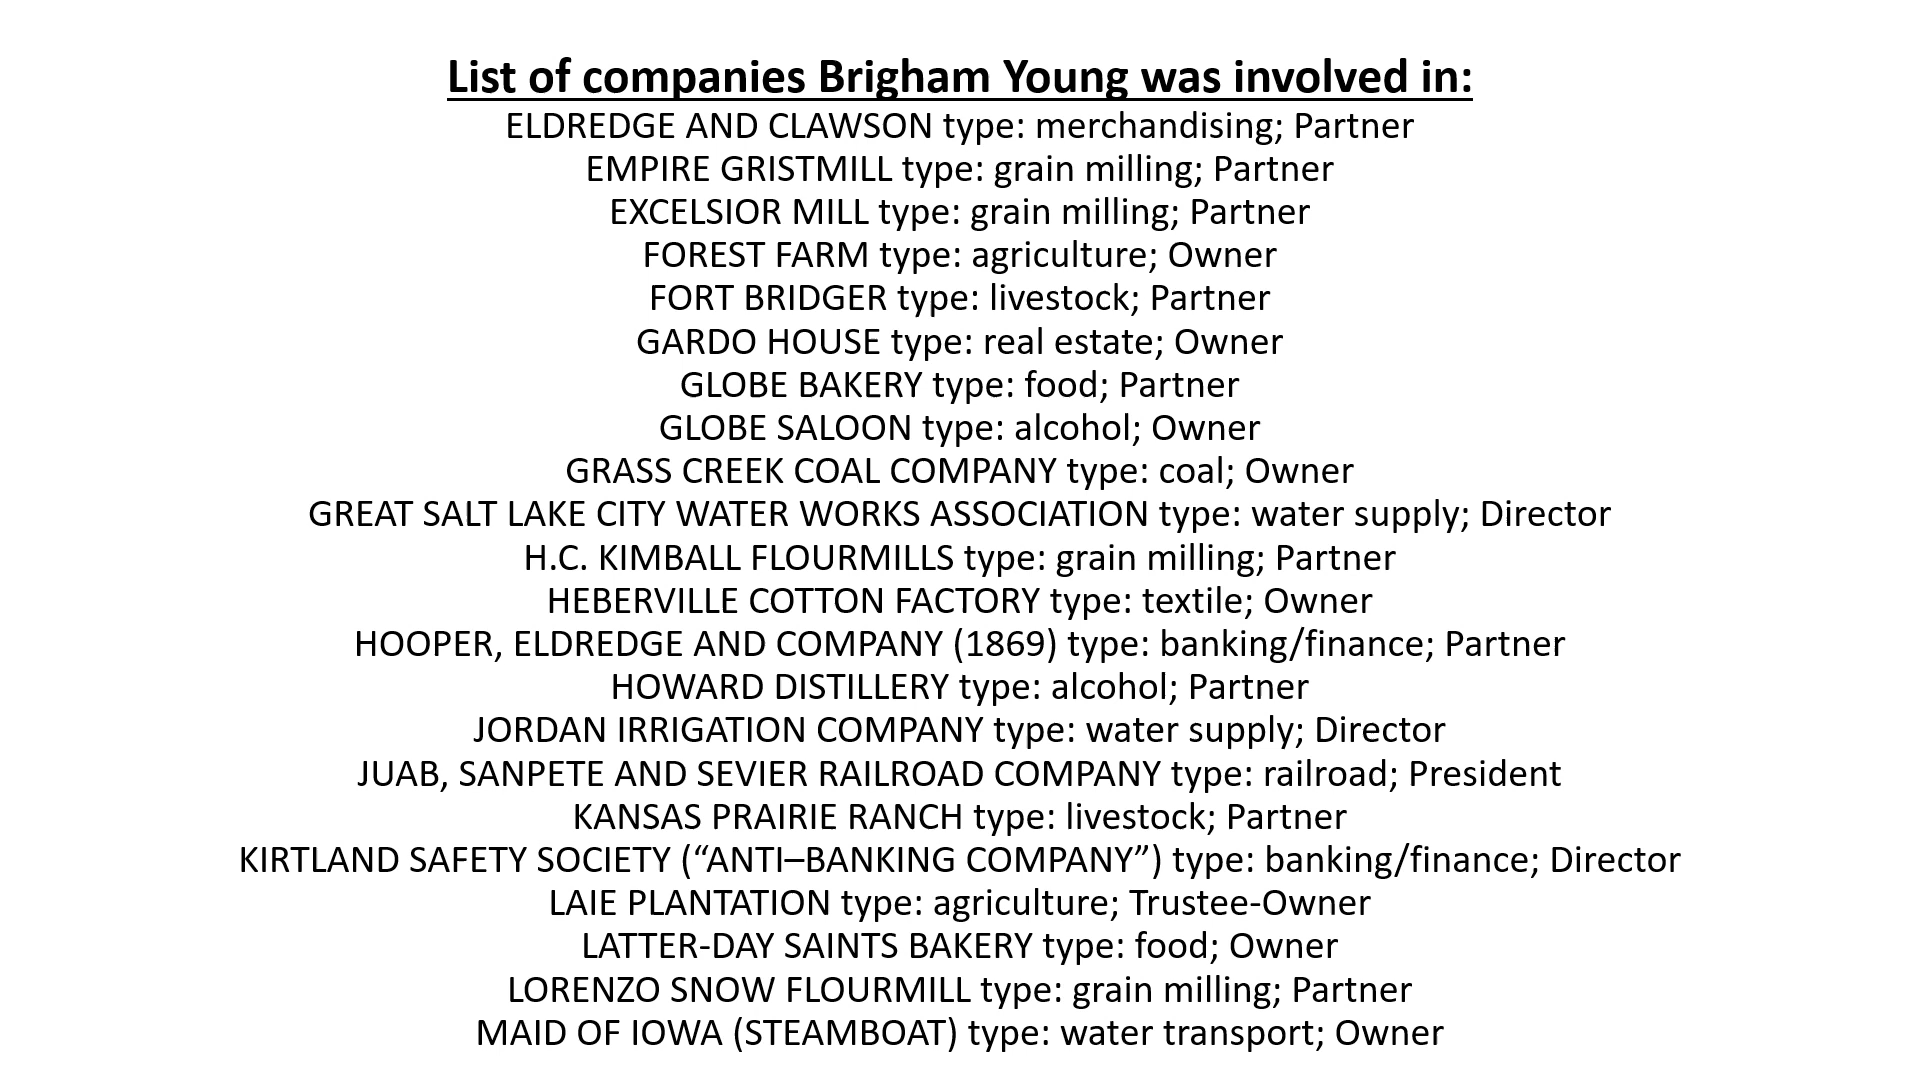 List of companies Brigham Young was involved in:
ELDREDGE AND CLAWSON type: merchandising; Partner
EMPIRE GRISTMILL type: grain milling; Partner
EXCELSIOR MILL type: grain milling; Partner
FOREST FARM type: agriculture; Owner
FORT BRIDGER type: livestock; Partner
GARDO HOUSE type: real estate; Owner
GLOBE BAKERY type: food; Partner
GLOBE SALOON type: alcohol; Owner
GRASS CREEK COAL COMPANY type: coal; Owner
GREAT SALT LAKE CITY WATER WORKS ASSOCIATION type: water supply; Director
H.C. KIMBALL FLOURMILLS type: grain milling; Partner
HEBERVILLE COTTON FACTORY type: textile; Owner
HOOPER, ELDREDGE AND COMPANY (1869) type: banking/finance; Partner
HOWARD DISTILLERY type: alcohol; Partner
JORDAN IRRIGATION COMPANY type: water supply; Director
JUAB, SANPETE AND SEVIER RAILROAD COMPANY type: railroad; President
KANSAS PRAIRIE RANCH type: livestock; Partner
KIRTLAND SAFETY SOCIETY (“ANTI–BANKING COMPANY”) type: banking/finance; Director
LAIE PLANTATION type: agriculture; Trustee-Owner
LATTER-DAY SAINTS BAKERY type: food; Owner
LORENZO SNOW FLOURMILL type: grain milling; Partner
MAID OF IOWA (STEAMBOAT) type: water transport; Owner